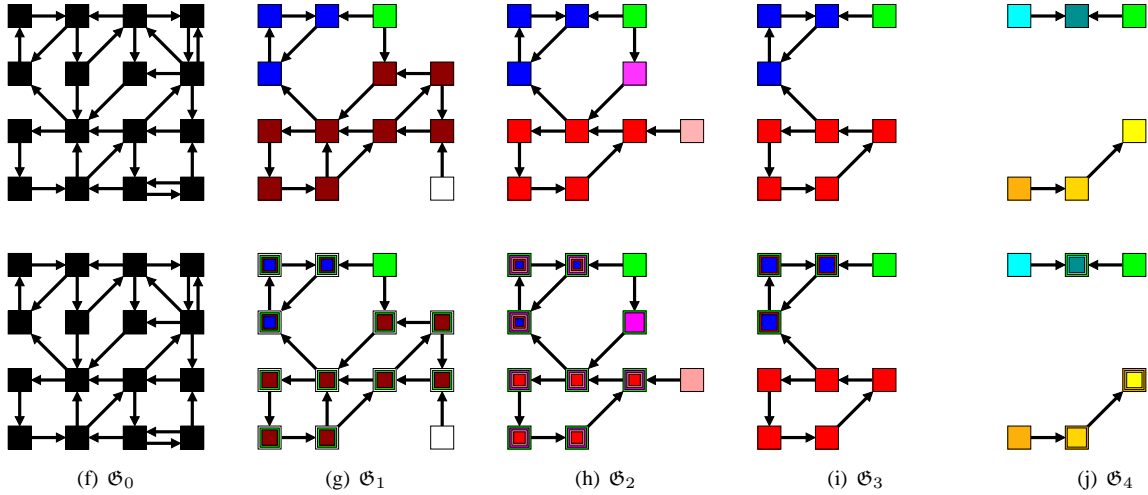 (f) 𝔊₀ (g) 𝔊₁ (h) 𝔊₂ (i) 𝔊₃ (j) 𝔊₄